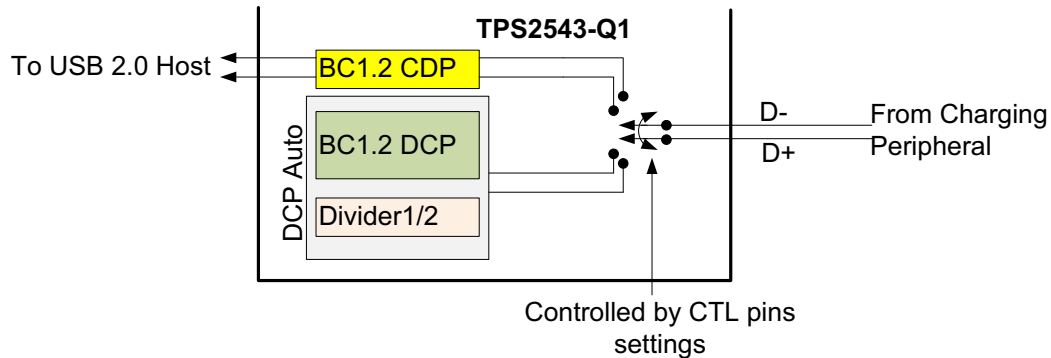 TPS2543-Q1
To USB 2.0 Host
BC1.2 CDP
DCP Auto
BC1.2 DCP
Divider1/2
D-
D+
From Charging
Peripheral
Controlled by CTL pins
settings